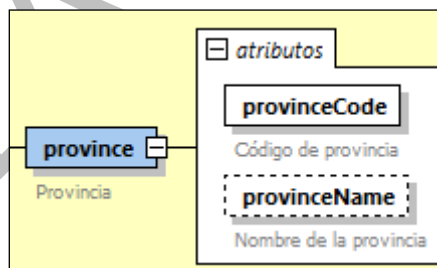 atributos
provinceCode
Código de provincia
province
Provincia
provinceName
Nombre de la provincia